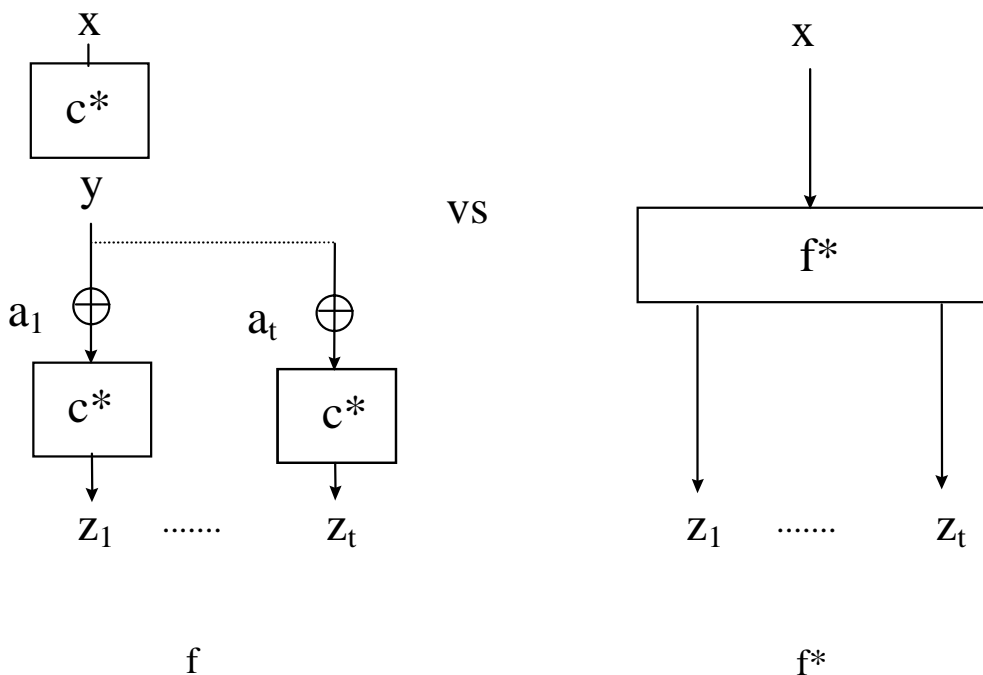 x
c*
y
a₁
aₜ
c*
c*
z₁ ....... zₜ
f
vs
x
f*
z₁ ....... zₜ
f*